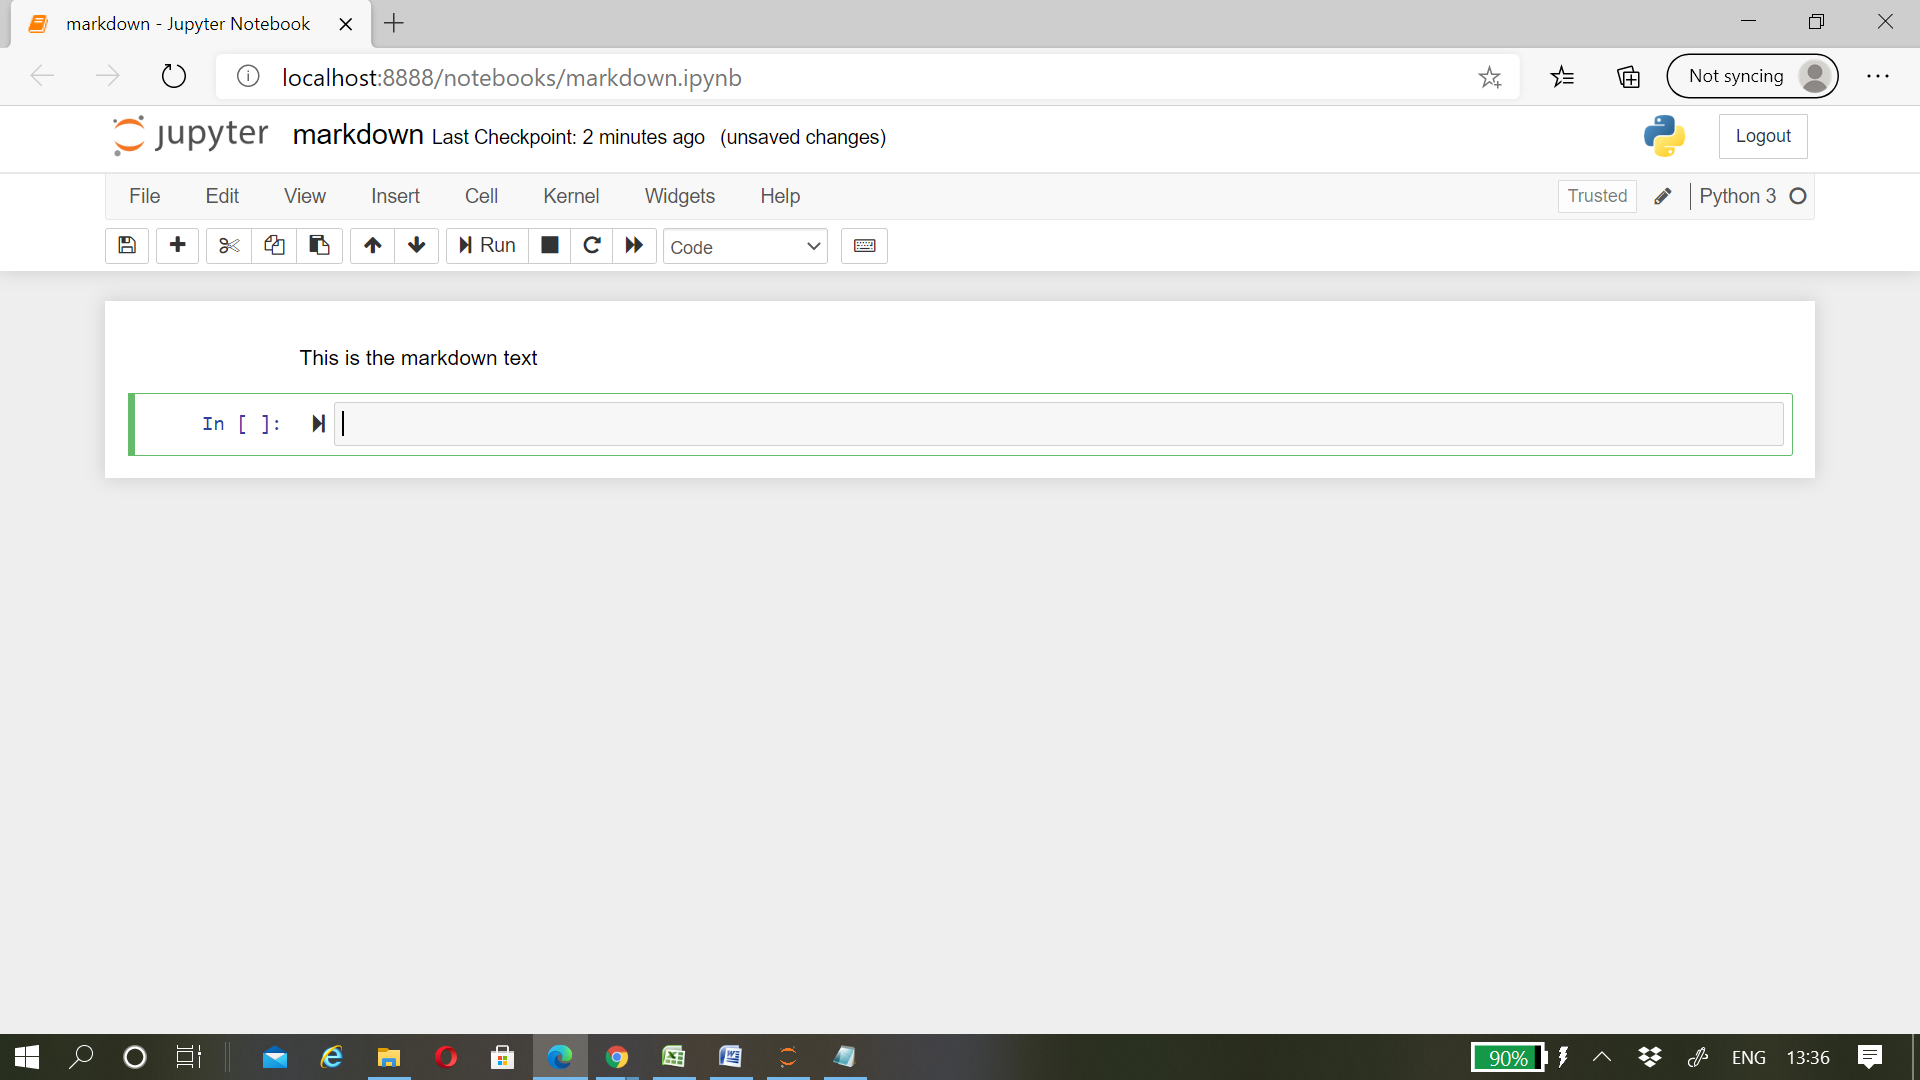 markdown - Jupyter Notebook
localhost:8888/notebooks/markdown.ipynb
Not syncing
jupyter markdown Last Checkpoint: 2 minutes ago (unsaved changes)
Logout
File Edit View Insert Cell Kernel Widgets Help
Trusted Python 3
Run Code
This is the markdown text
In [ ]:
90% ENG 13:36